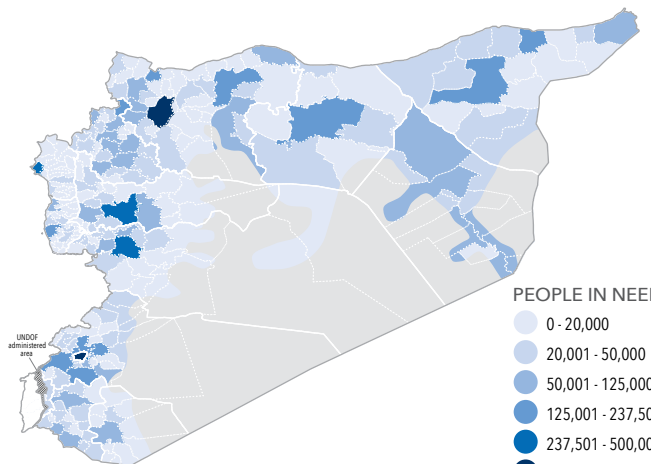 UNDOF
administered
area
PEOPLE IN NEE
0 - 20,000
20,001 - 50,000
50,001 - 125,000
125,001 - 237,50
237,501 - 500,00